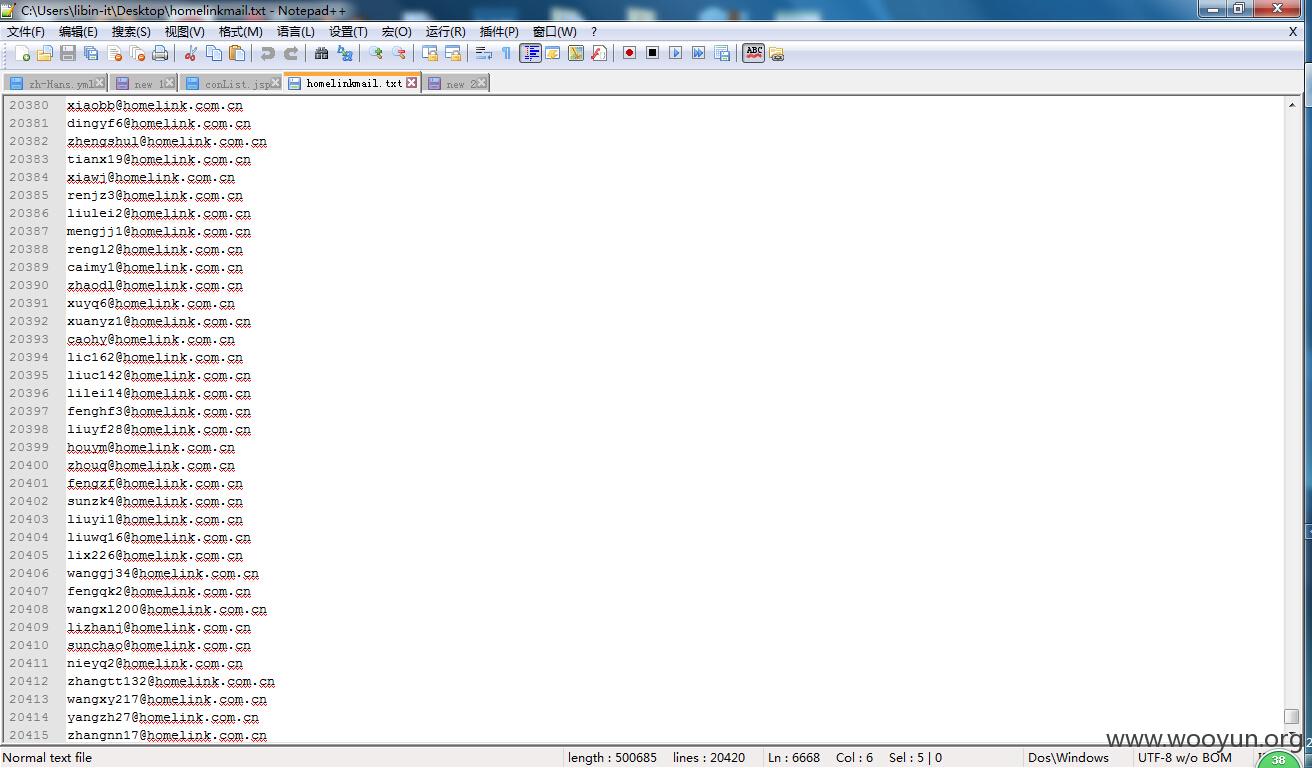 C:\Users\libin-it\Desktop\homelinkmail.txt - Notepad++
文件(F) 编辑(E) 搜索(S) 视图(V) 格式(M) 语言(L) 设置(T) 宏(O) 运行(R) 插件(P) 窗口(W) ? X
zh-Hans.yml new 1 conList.jsp homelinkmail.txt new 2
20380 xiaobb@homelink.com.cn
20381 dingyf6@homelink.com.cn
20382 zhengshu1@homelink.com.cn
20383 tianx19@homelink.com.cn
20384 xiawj@homelink.com.cn
20385 renjz3@homelink.com.cn
20386 liulei2@homelink.com.cn
20387 mengjj1@homelink.com.cn
20388 rengl2@homelink.com.cn
20389 caimy1@homelink.com.cn
20390 zhaodl@homelink.com.cn
20391 xuyq6@homelink.com.cn
20392 xuanyz1@homelink.com.cn
20393 caohy@homelink.com.cn
20394 lic162@homelink.com.cn
20395 liuc142@homelink.com.cn
20396 lilei14@homelink.com.cn
20397 fenghf3@homelink.com.cn
20398 liuyf28@homelink.com.cn
20399 houym@homelink.com.cn
20400 zhouq@homelink.com.cn
20401 fengzf@homelink.com.cn
20402 sunzk4@homelink.com.cn
20403 liuyi1@homelink.com.cn
20404 liuwq16@homelink.com.cn
20405 lix226@homelink.com.cn
20406 wanggj34@homelink.com.cn
20407 fengqk2@homelink.com.cn
20408 wangxl200@homelink.com.cn
20409 lizhanj@homelink.com.cn
20410 sunchao@homelink.com.cn
20411 nieyq2@homelink.com.cn
20412 zhangtt132@homelink.com.cn
20413 wangxy217@homelink.com.cn
20414 yangzh27@homelink.com.cn
20415 zhangnn17@homelink.com.cn
www.wooyun.org
Normal text file length : 500685 lines : 20420 Ln : 6668 Col : 6 Sel : 5 | 0 Dos\Windows UTF-8 w/o BOM 38